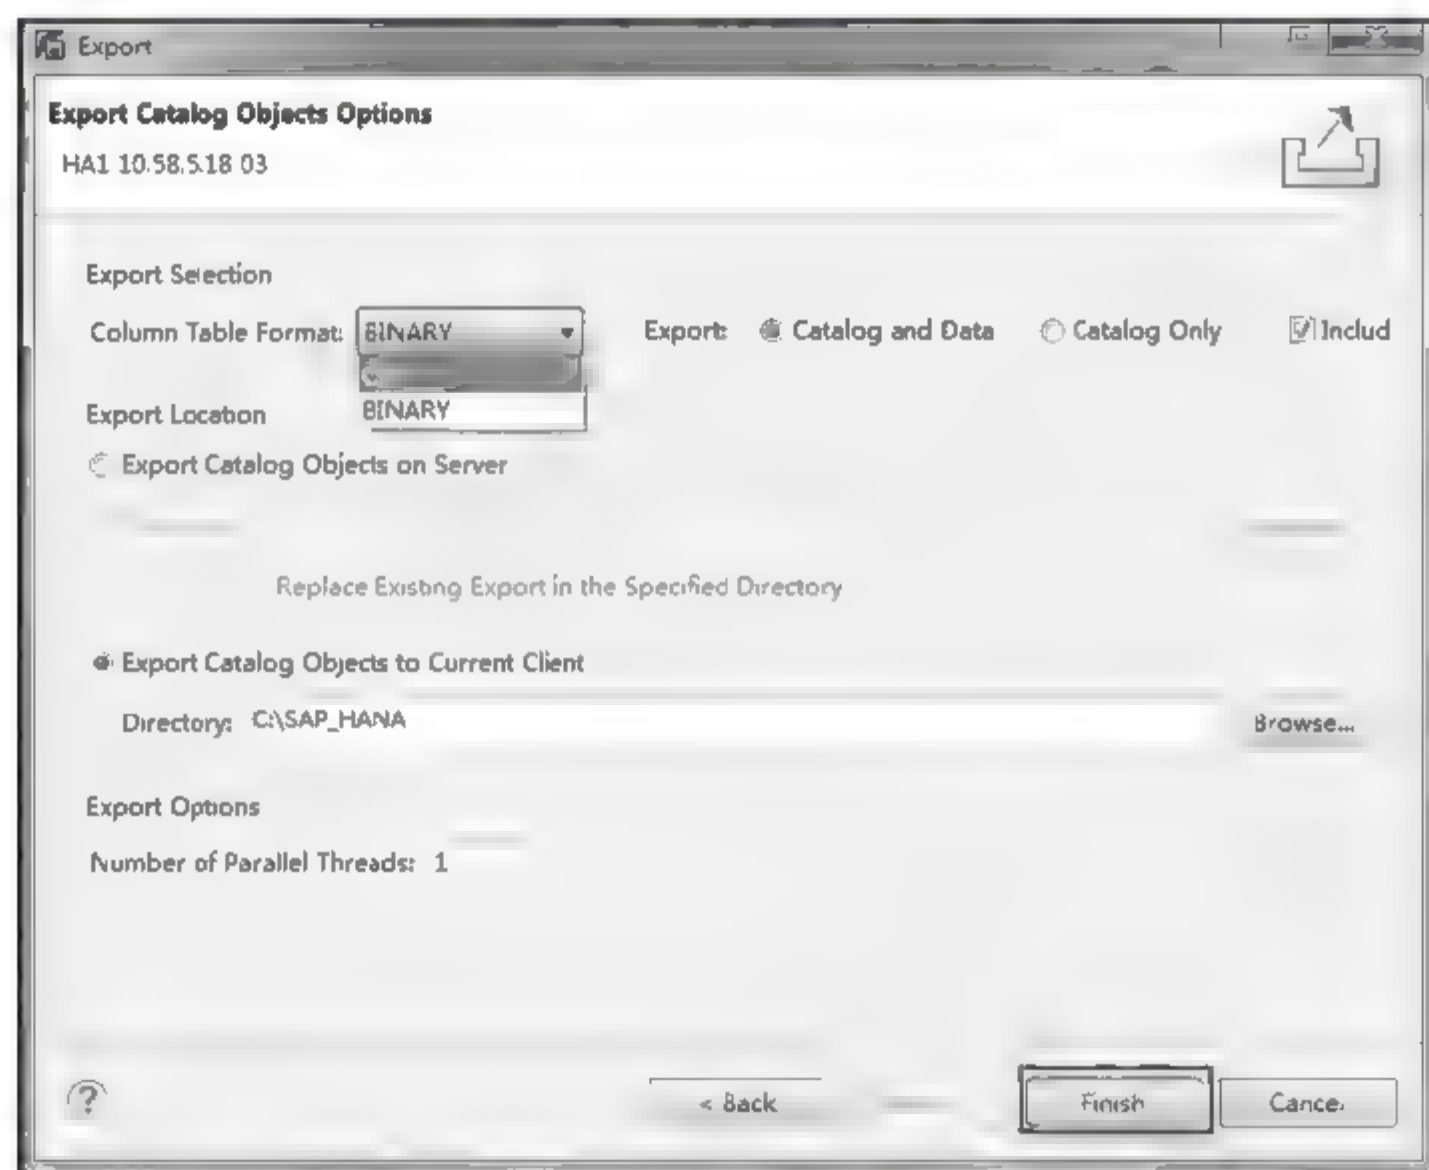 Export
Export Catalog Objects Options
HA1 10.58.5.18 03
Export Selection
Column Table Format: BINARY Export: Catalog and Data Catalog Only Includ
BINARY
Export Location
Export Catalog Objects on Server
Replace Existing Export in the Specified Directory
Export Catalog Objects to Current Client
Directory: C:\SAP_HANA Browse...
Export Options
Number of Parallel Threads: 1
? < Back Finish Cancel